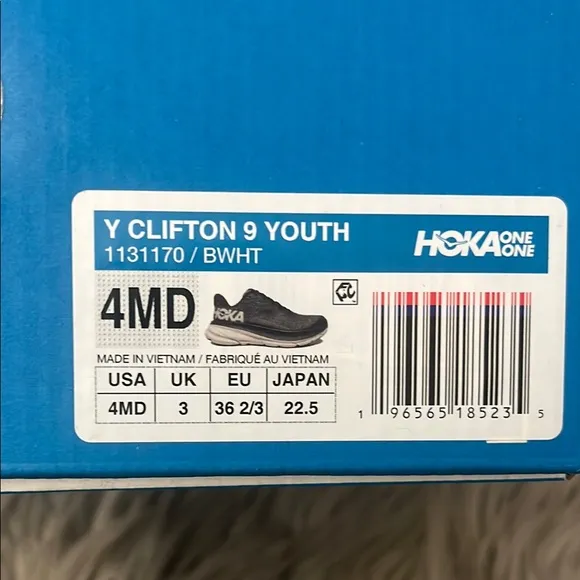 Y CLIFTON 9 YOUTH
1131170 / BWHT
HOKA ONE ONE
4MD
HOKA
MADE IN VIETNAM / FABRIQUÉ AU VIETNAM
USA UK EU JAPAN
4MD 3 36 2/3 22.5
1 96565 18523 5